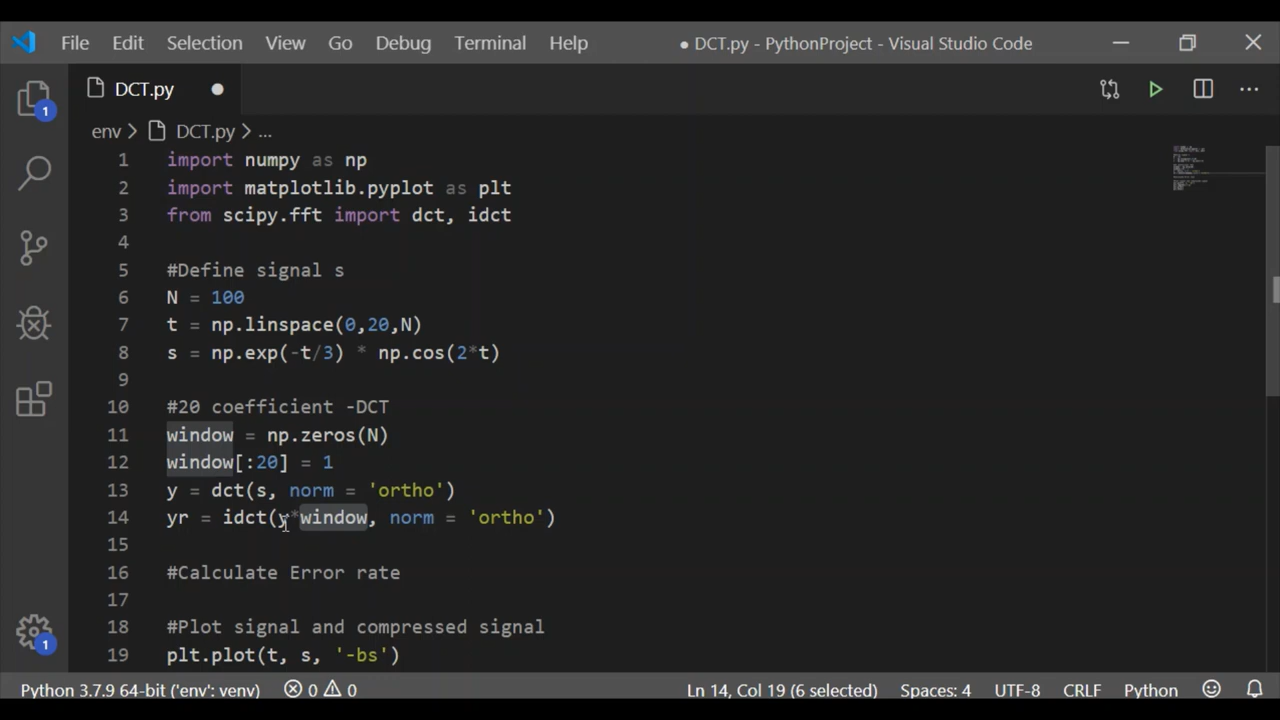 File Edit Selection View Go Debug Terminal Help ● DCT.py - PythonProject - Visual Studio Code
DCT.py
env > DCT.py > ...
1 import numpy as np
2 import matplotlib.pyplot as plt
3 from scipy.fft import dct, idct
4
5 #Define signal s
6 N = 100
7 t = np.linspace(0,20,N)
8 s = np.exp(-t/3) * np.cos(2*t)
9
10 #20 coefficient -DCT
11 window = np.zeros(N)
12 window[:20] = 1
13 y = dct(s, norm = 'ortho')
14 yr = idct(y*window, norm = 'ortho')
15
16 #Calculate Error rate
17
18 #Plot signal and compressed signal
19 plt.plot(t, s, '-bs')
1
1
Python 3.7.9 64-bit ('env': venv) 0 0 Ln 14, Col 19 (6 selected) Spaces: 4 UTF-8 CRLF Python